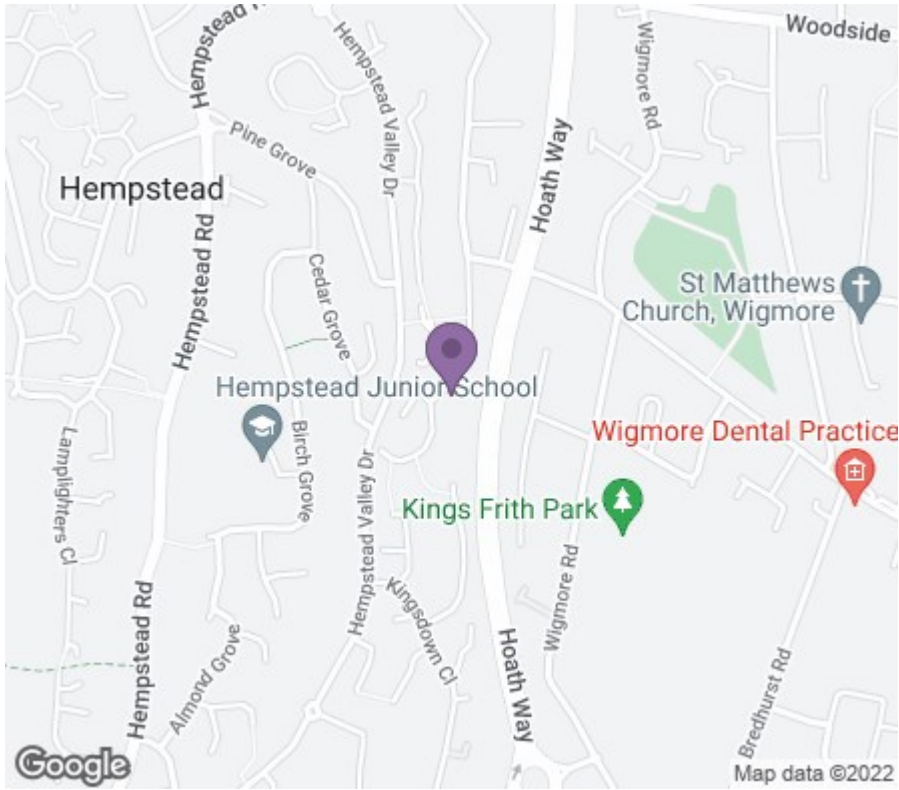 Woodside
Hempstead Rd
Hempstead Valley Dr
Wigmore Rd
Pine Grove
Hoath Way
Hempstead
Hempstead Rd
Cedar Grove
St Matthews
Church, Wigmore
Hempstead Junior School
Birch Grove
Lamplighters Cl
Wigmore Dental Practice
Kings Frith Park
Hempstead Valley Dr
Wigmore Rd
Kingsdown Cl
Hempstead Rd
Almond Grove
Hoath Way
Bredhurst Rd
Google
Map data ©2022